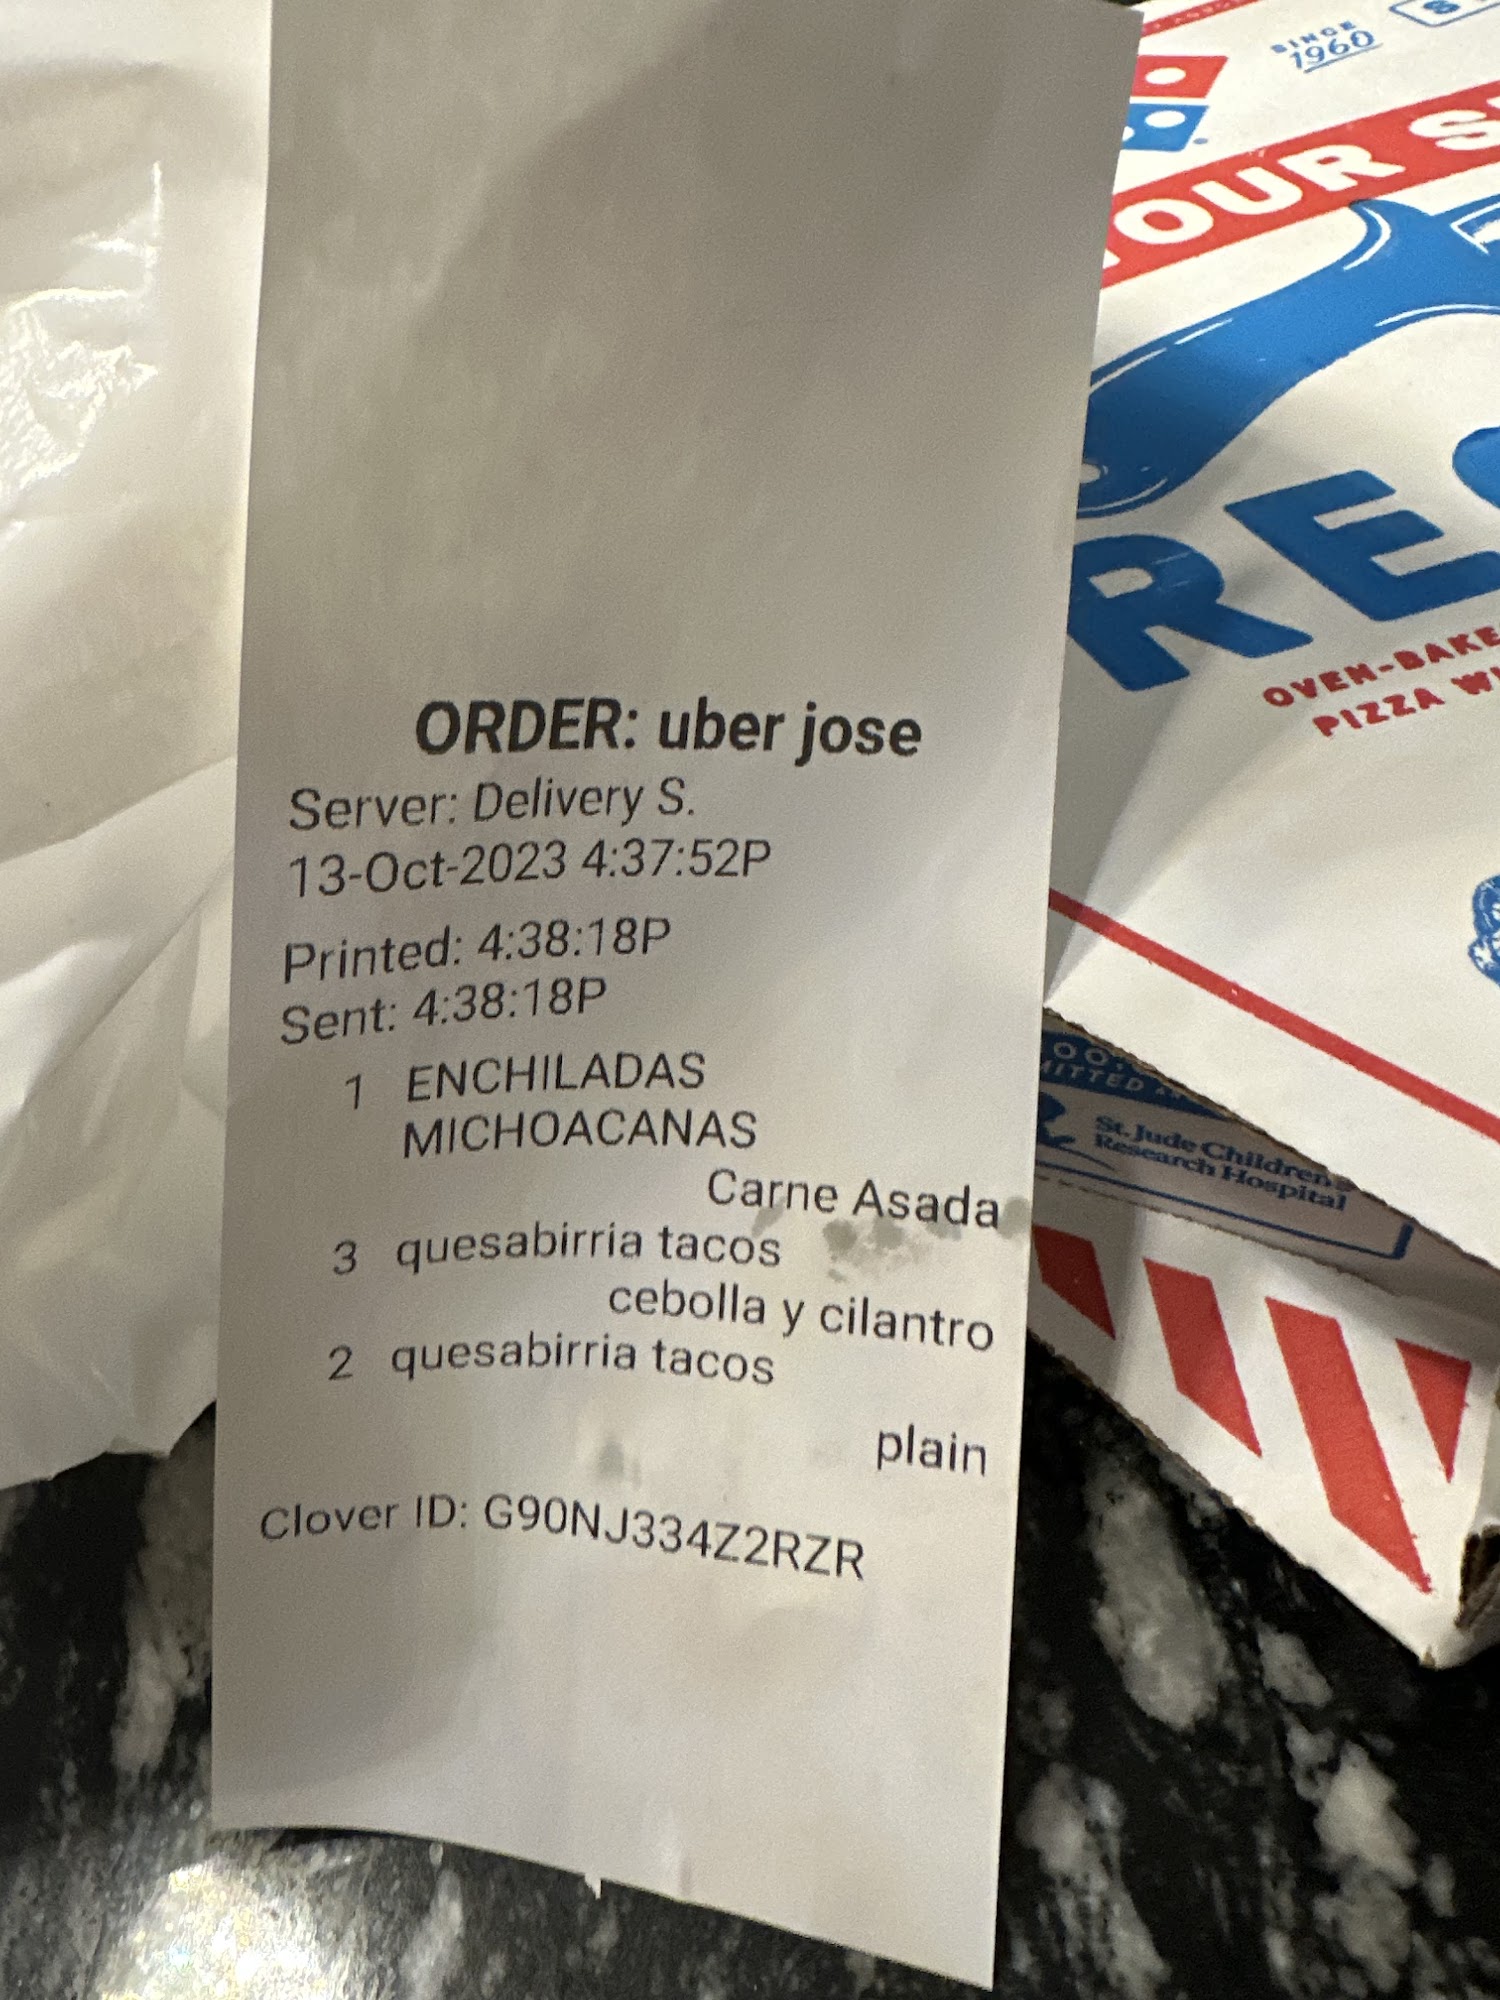 ORDER: uber jose
Server: Delivery S.
13-Oct-2023 4:37:52P
Printed: 4:38:18P
Sent: 4:38:18P
1 ENCHILADAS
MICHOACANAS
Carne Asada
3 quesabirria tacos
cebolla y cilantro
2 quesabirria tacos
plain
Clover ID: G90NJ334Z2RZR
SINCE
1960
OUR
RE
OVEN-BAKE
PIZZA
St. Jude Children's
Research Hospital